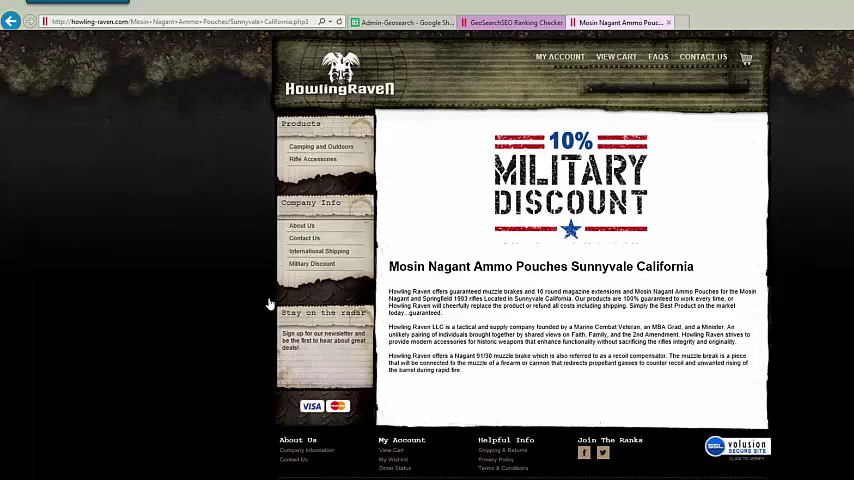 http://howling-raven.com/Mosin+Nagant+Ammo+Pouches/Sunnyvale+California.php3
Admin-Geosearch - Google Sh...
GeoSearchSEO Ranking Checker
Mosin Nagant Ammo Pouc...
HowlingRaven
MY ACCOUNT VIEW CART FAQS CONTACT US
Products
Camping and Outdoors
Rifle Accessories
Company Info
About Us
Contact Us
International Shipping
Military Discount
Stay on the radar
Sign up for our newsletter and
be the first to hear about great
deals!
VISA MasterCard
10%
MILITARY
DISCOUNT
Mosin Nagant Ammo Pouches Sunnyvale California
Howling Raven offers guaranteed muzzle brakes and 10 round magazine extensions and Mosin Nagant Ammo Pouches for the Mosin
Nagant and Springfield 1903 rifles Located in Sunnyvale California. Our products are 100% guaranteed to work every time, or
Howling Raven will cheerfully replace the product or refund all costs including shipping. Simply the Best Product on the market
today...guaranteed.
Howling Raven LLC is a tactical and supply company founded by a Marine Combat Veteran, an MBA Grad, and a Minister. An
unlikely pairing of individuals brought together by shared views on Faith, Family, and the 2nd Amendment. Howling Raven strives to
provide modern accessories for historic weapons that enhance functionality without sacrificing the rifles integrity and originality.
Howling Raven offers a Nagant 91/30 muzzle brake which is also referred to as a recoil compensator. The muzzle break is a piece
that will be connected to the muzzle of a firearm or cannon that redirects propellant gasses to counter recoil and unwanted rising of
the barrel during rapid fire.
About Us
Company Information
Contact Us
My Account
View Cart
My Wishlist
Order Status
Helpful Info
Shipping & Returns
Privacy Policy
Terms & Conditions
Join The Ranks
SSL volusion
SECURE SITE
CLICK TO VERIFY